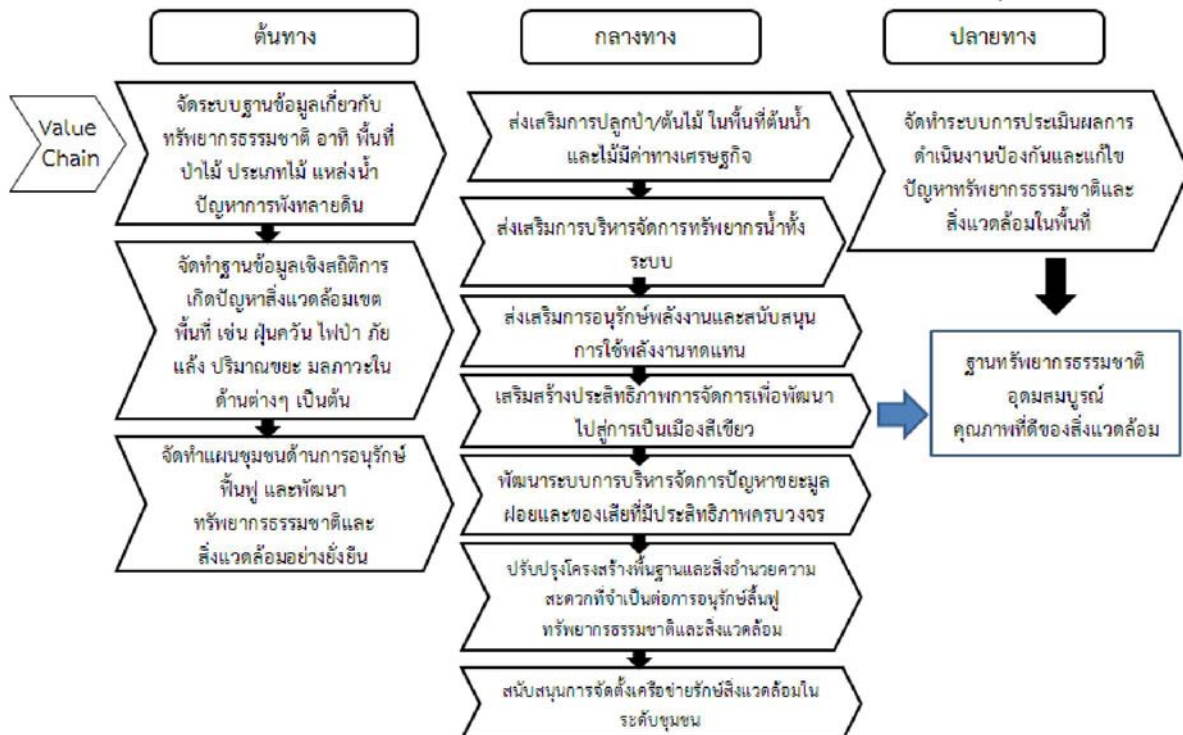 ต้นทาง
กลางทาง
ปลายทาง
Value
Chain
จัดระบบฐานข้อมูลเกี่ยวกับ
ทรัพยากรธรรมชาติ อาทิ พื้นที่
ป่าไม้ ประเภทไม้ แหล่งน้ำ
ปัญหาการพังทลายดิน
จัดทำฐานข้อมูลเชิงสถิติการ
เกิดปัญหาสิ่งแวดล้อมเขต
พื้นที่ เช่น ฝุ่นควัน ไฟป่า ภัย
แล้ง ปริมาณขยะ มลภาวะใน
ด้านต่างๆ เป็นต้น
จัดทำแผนชุมชนด้านการอนุรักษ์
ฟื้นฟู และพัฒนา
ทรัพยากรธรรมชาติและ
สิ่งแวดล้อมอย่างยั่งยืน
ส่งเสริมการปลูกป่า/ต้นไม้ ในพื้นที่ต้นน้ำ
และไม้มีค่าทางเศรษฐกิจ
ส่งเสริมการบริหารจัดการทรัพยากรน้ำทั้ง
ระบบ
ส่งเสริมการอนุรักษ์พลังงานและสนับสนุน
การใช้พลังงานทดแทน
เสริมสร้างประสิทธิภาพการจัดการเพื่อพัฒนา
ไปสู่การเป็นเมืองสีเขียว
พัฒนาระบบการบริหารจัดการปัญหาขยะมูล
ฝอยและของเสียที่มีประสิทธิภาพครบวงจร
ปรับปรุงโครงสร้างพื้นฐานและสิ่งอำนวยความ
สะดวกที่จำเป็นต่อการอนุรักษ์ลื้นฟู
ทรัพยากรธรรมชาติและสิ่งแวดล้อม
สนับสนุนการจัดตั้งเครือข่ายรักษ์สิ่งแวดล้อมใน
ระดับชุมชน
จัดทำระบบการประเมินผลการ
ดำเนินงานป้องกันและแก้ไข
ปัญหาทรัพยากรธรรมชาติและ
สิ่งแวดล้อมในพื้นที่
ฐานทรัพยากรธรรมชาติ
อุดมสมบูรณ์
คุณภาพที่ดีของสิ่งแวดล้อม